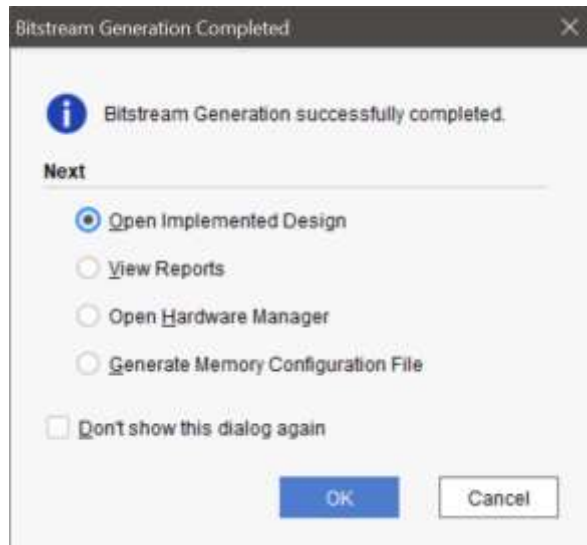 Bitstream Generation Completed
Bitstream Generation successfully completed.
Next
Open Implemented Design
View Reports
Open Hardware Manager
Generate Memory Configuration File
Don't show this dialog again
OK
Cancel